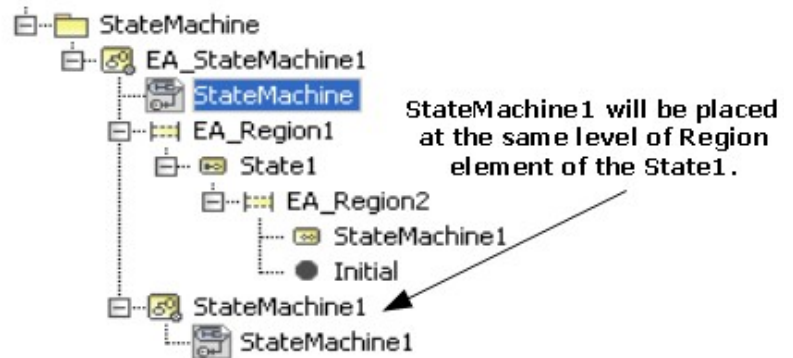 StateMachine
EA_StateMachine1
StateMachine
EA_Region1
State1
EA_Region2
StateMachine1
Initial
StateMachine1
StateMachine1
StateMachine1 will be placed
at the same level of Region
element of the State1.